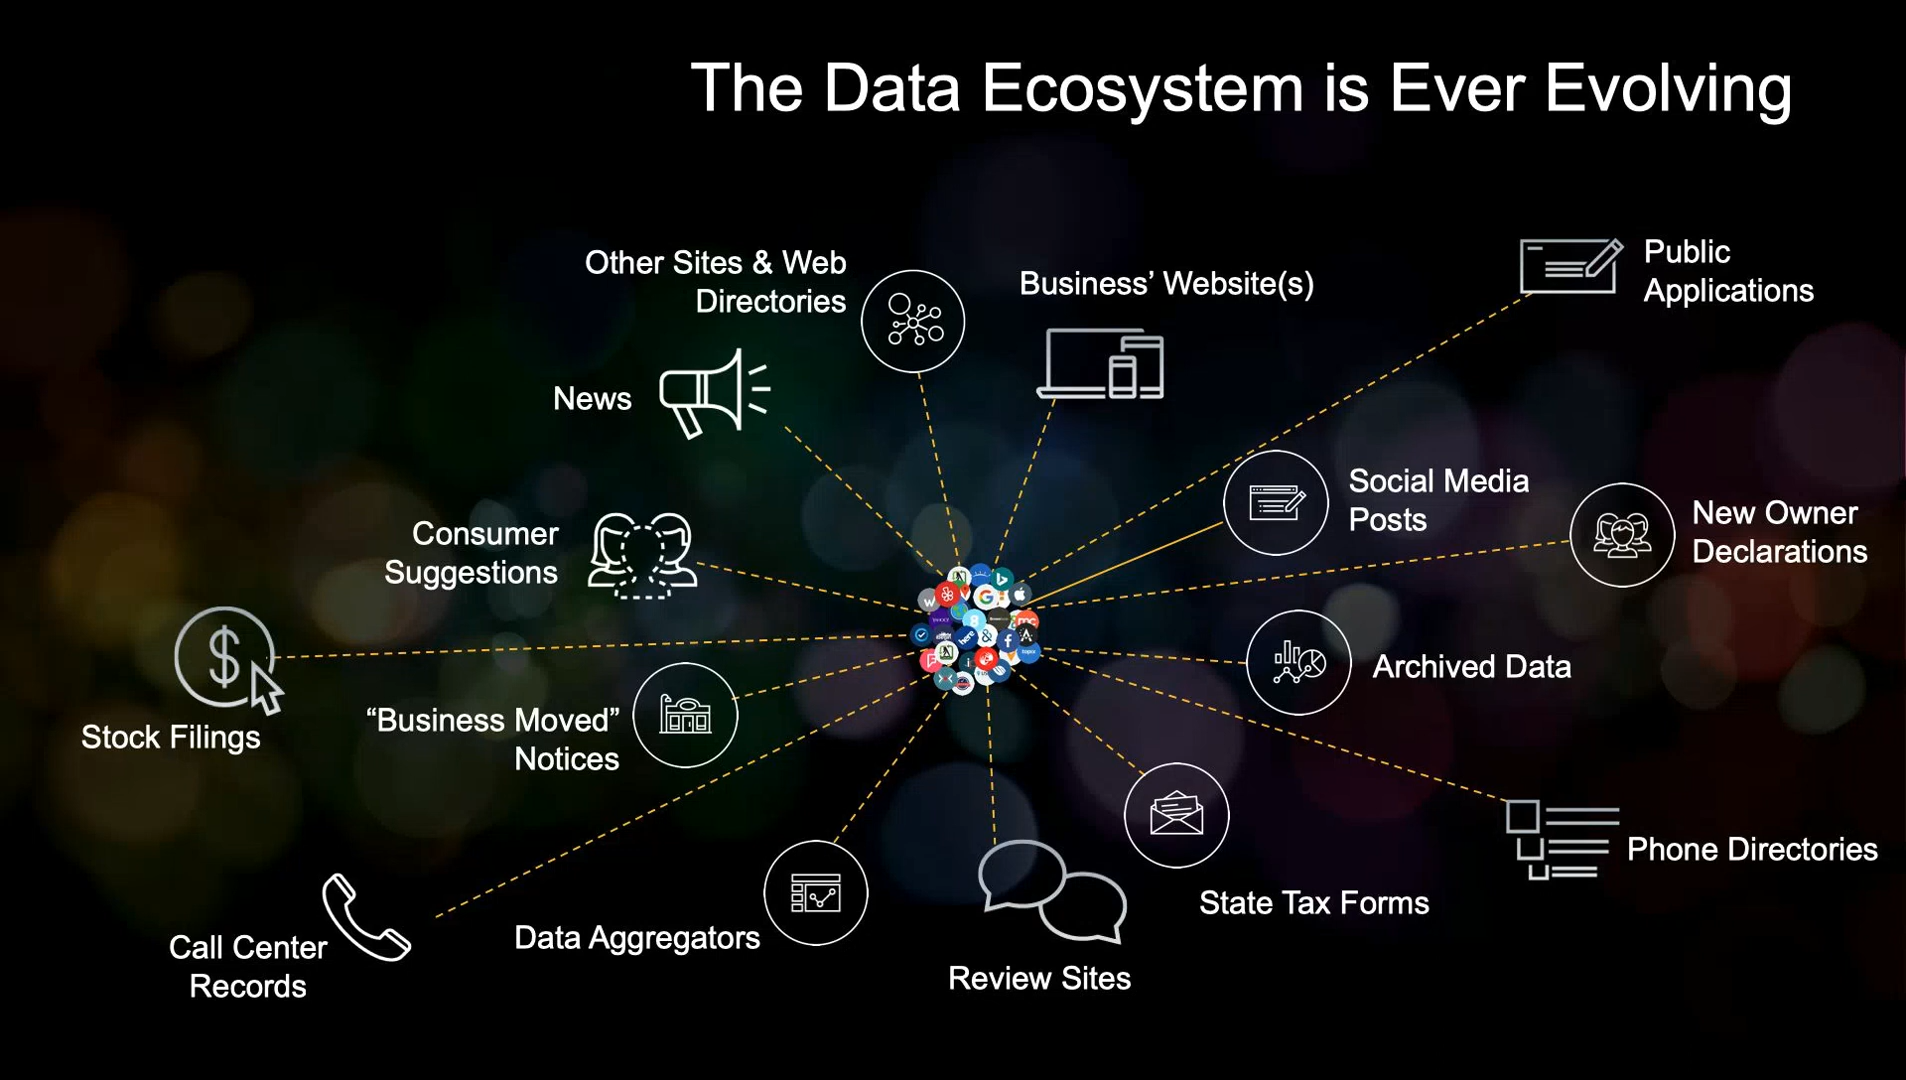 The Data Ecosystem is Ever Evolving
Other Sites & Web
Directories
Business’ Website(s)
Public
Applications
News
Social Media
Posts
New Owner
Declarations
Consumer
Suggestions
Archived Data
Stock Filings
“Business Moved”
Notices
Phone Directories
State Tax Forms
Data Aggregators
Call Center
Records
Review Sites